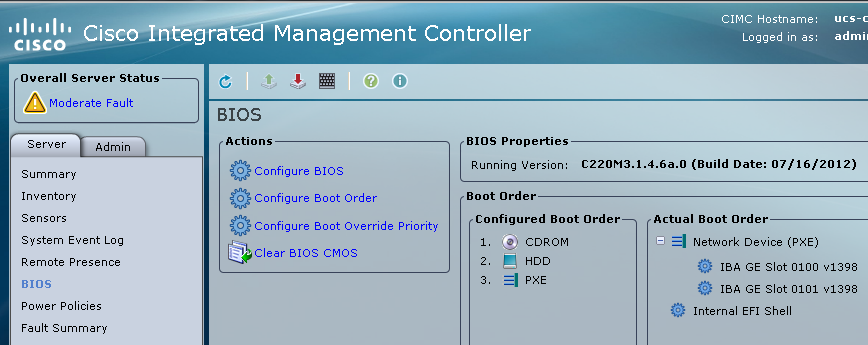 CISCO
Cisco Integrated Management Controller
CIMC Hostname: ucs-c
Logged in as: admin
Overall Server Status
Moderate Fault
Server
Admin
Summary
Inventory
Sensors
System Event Log
Remote Presence
BIOS
Power Policies
Fault Summary
BIOS
Actions
Configure BIOS
Configure Boot Order
Configure Boot Override Priority
Clear BIOS CMOS
BIOS Properties
Running Version: C220M3.1.4.6a.0 (Build Date: 07/16/2012)
Boot Order
Configured Boot Order
1. CDROM
2. HDD
3. PXE
Actual Boot Order
Network Device (PXE)
IBA GE Slot 0100 v1398
IBA GE Slot 0101 v1398
Internal EFI Shell